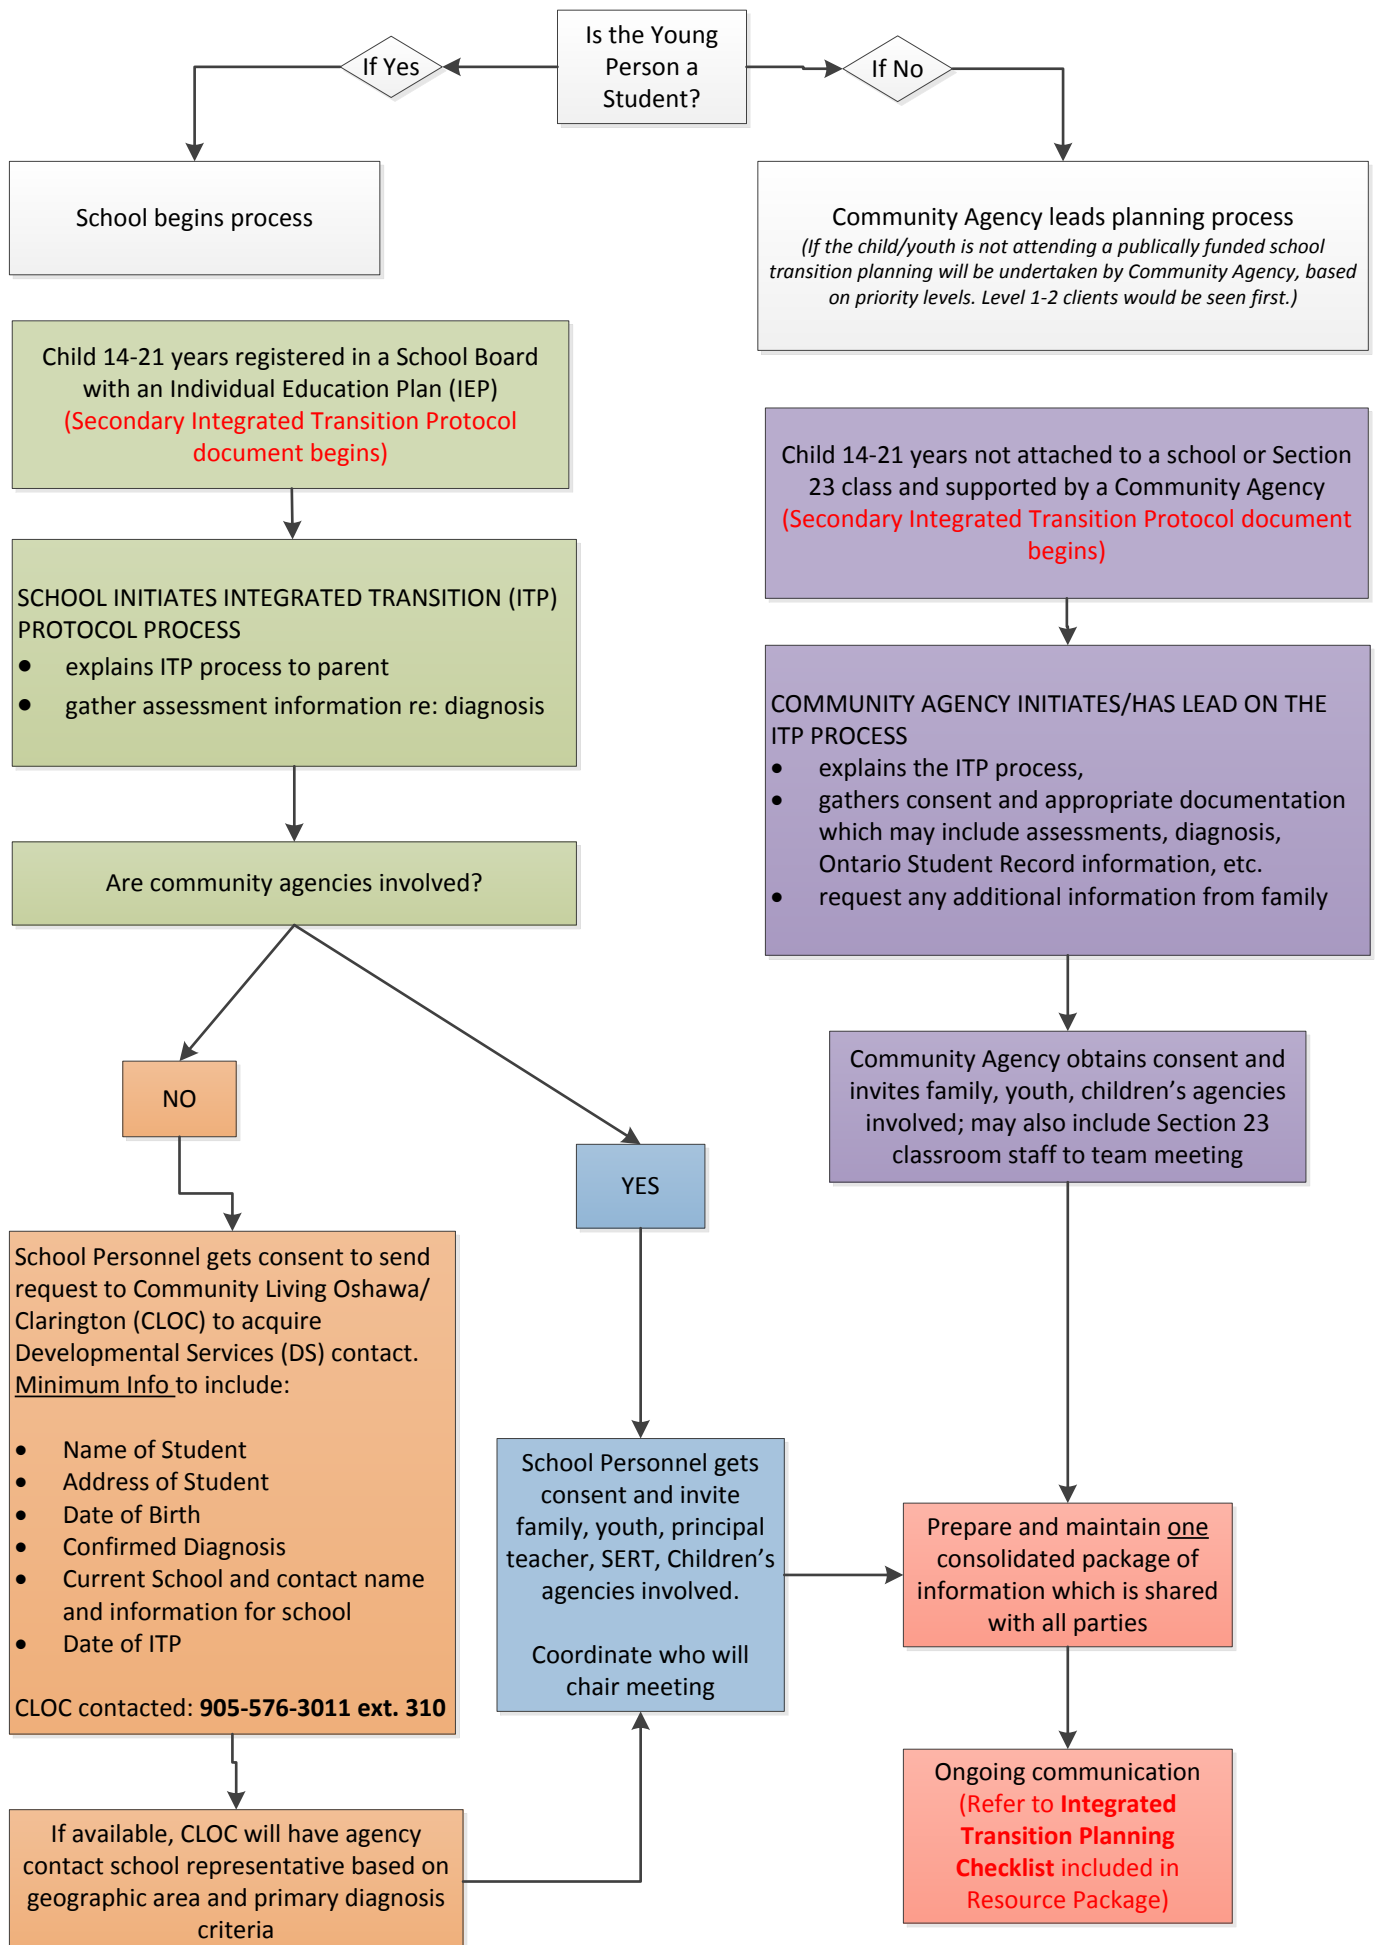 Is the Young
Person a
Student?
If Yes
If No
School begins process
Community Agency leads planning process
(If the child/youth is not attending a publically funded school
transition planning will be undertaken by Community Agency, based
on priority levels. Level 1-2 clients would be seen first.)
Child 14-21 years registered in a School Board
with an Individual Education Plan (IEP)
(Secondary Integrated Transition Protocol
document begins)
Child 14-21 years not attached to a school or Section
23 class and supported by a Community Agency
(Secondary Integrated Transition Protocol document
begins)
SCHOOL INITIATES INTEGRATED TRANSITION (ITP)
PROTOCOL PROCESS
• explains ITP process to parent
• gather assessment information re: diagnosis
COMMUNITY AGENCY INITIATES/HAS LEAD ON THE
ITP PROCESS
• explains the ITP process,
• gathers consent and appropriate documentation
which may include assessments, diagnosis,
Ontario Student Record information, etc.
• request any additional information from family
Are community agencies involved?
Community Agency obtains consent and
invites family, youth, children’s agencies
involved; may also include Section 23
classroom staff to team meeting
NO
YES
School Personnel gets consent to send
request to Community Living Oshawa/
Clarington (CLOC) to acquire
Developmental Services (DS) contact.
Minimum Info to include:
• Name of Student
• Address of Student
• Date of Birth
• Confirmed Diagnosis
• Current School and contact name
and information for school
• Date of ITP
CLOC contacted: 905-576-3011 ext. 310
School Personnel gets
consent and invite
family, youth, principal
teacher, SERT, Children’s
agencies involved.
Coordinate who will
chair meeting
Prepare and maintain one
consolidated package of
information which is shared
with all parties
Ongoing communication
(Refer to Integrated
Transition Planning
Checklist included in
Resource Package)
If available, CLOC will have agency
contact school representative based on
geographic area and primary diagnosis
criteria